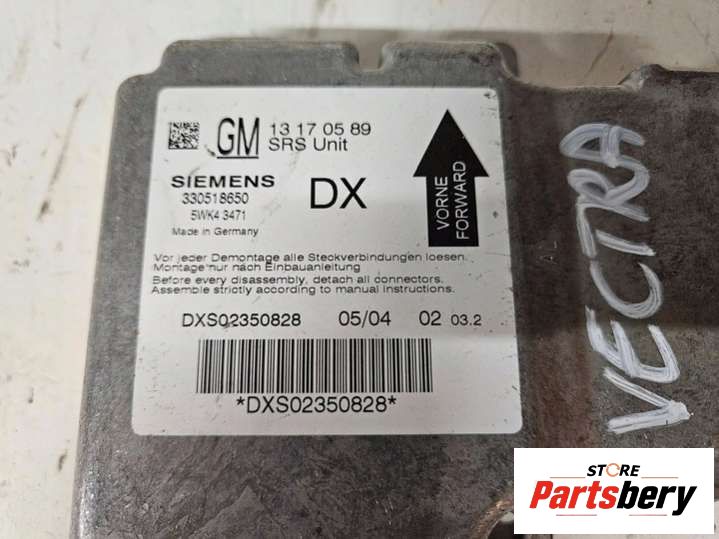 GM 13 17 05 89
SRS Unit
SIEMENS
330518650
5WK4 3471
Made in Germany
DX
VORNE
FORWARD
Vor jeder Demontage alle Steckverbindungen loesen.
Montage nur nach Einbauanleitung
Before every disassembly, detach all connectors.
Assemble strictly according to manual instructions.
DXS02350828 05/04 02 03.2
*DXS02350828*
VECTRA
STORE
Partsbery